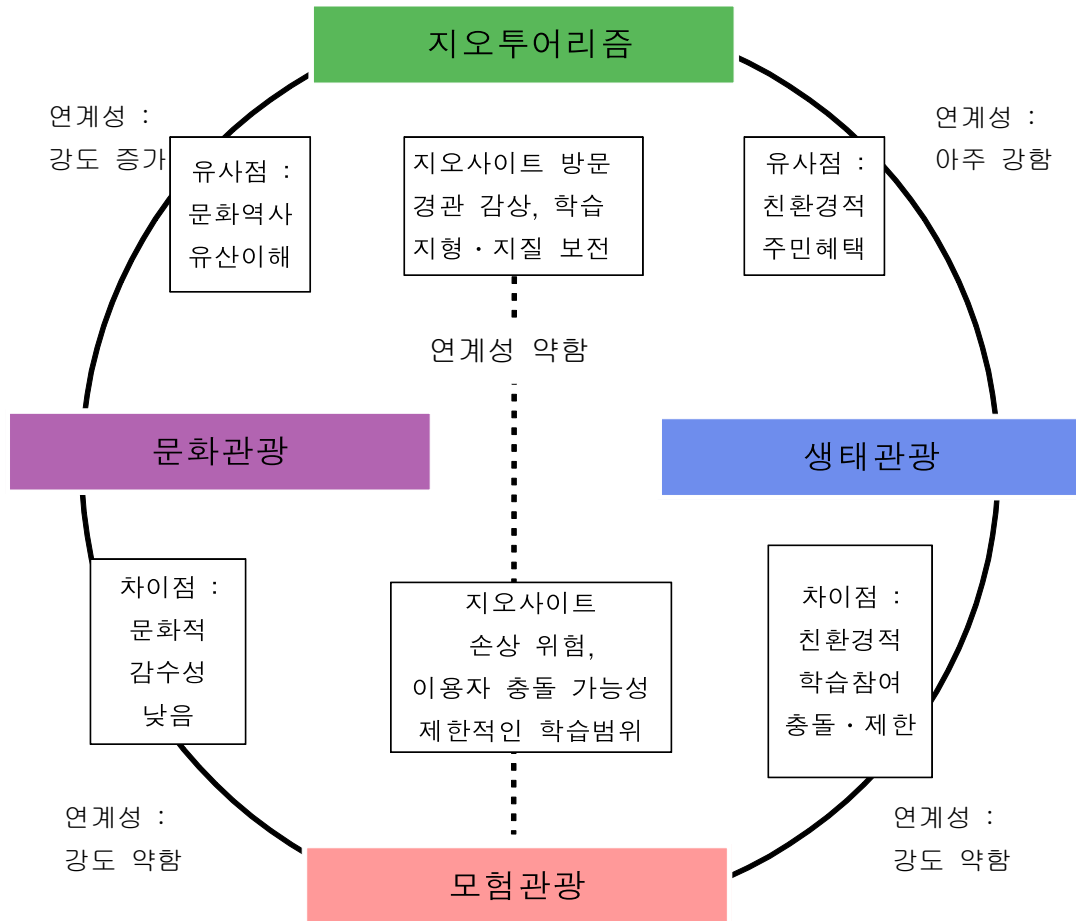 지오투어리즘
연계성 :
강도 증가
유사점 :
문화역사
유산이해
지오사이트 방문
경관 감상, 학습
지형·지질 보전
유사점 :
친환경적
주민혜택
연계성 :
아주 강함
연계성 약함
문화관광
생태관광
차이점 :
문화적
감수성
낮음
지오사이트
손상 위험,
이용자 충돌 가능성
제한적인 학습범위
차이점 :
친환경적
학습참여
충돌·제한
연계성 :
강도 약함
연계성 :
강도 약함
모험관광